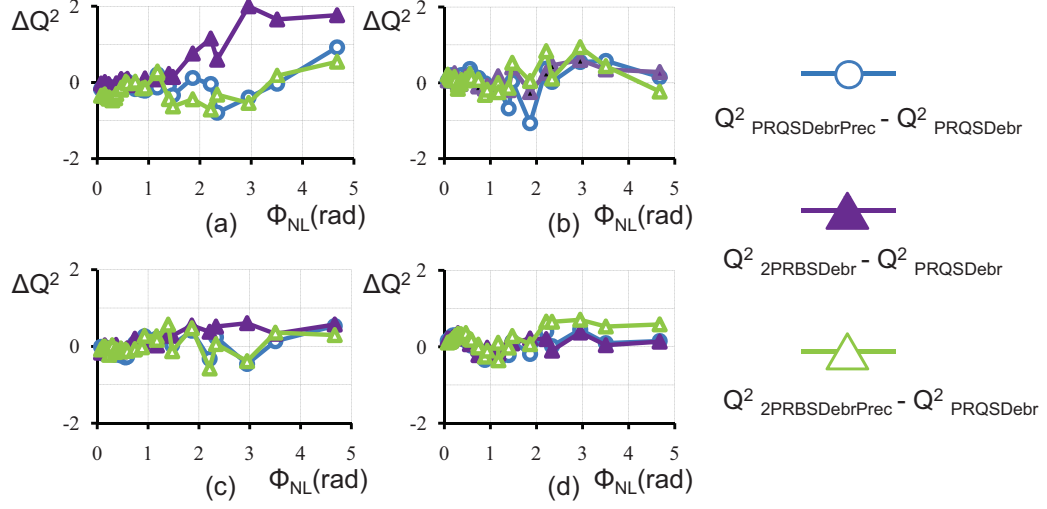 ΔQ²
2
0
-2
0 1 2 3 4 5
(a) Φ_NL(rad)
2
0
-2
0 1 2 3 4 5
(b) Φ_NL(rad)
ΔQ²
2
0
-2
0 1 2 3 4 5
(c) Φ_NL(rad)
ΔQ²
2
0
-2
0 1 2 3 4 5
(d) Φ_NL(rad)
Q² PRQSDebrPrec - Q² PRQSDebr
Q² 2PRBSDebr - Q² PRQSDebr
Q² 2PRBSDebrPrec - Q² PRQSDebr